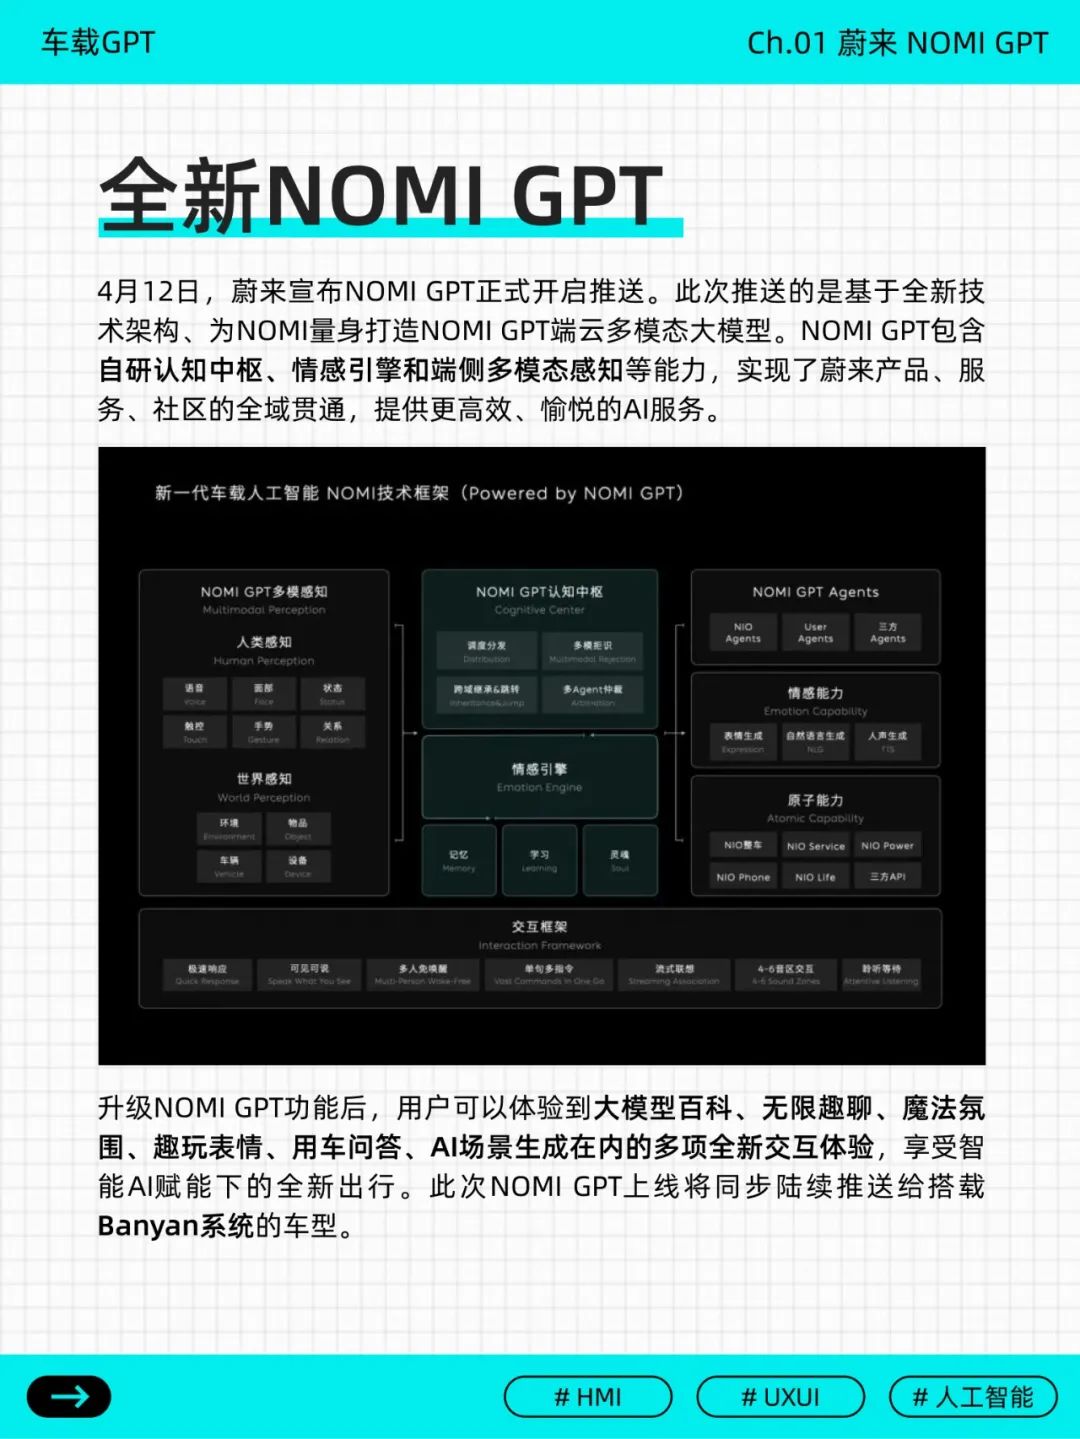 车载GPT
Ch.01 蔚来 NOMI GPT
全新NOMI GPT
4月12日，蔚来宣布NOMI GPT正式开启推送。此次推送的是基于全新技
术架构、为NOMI量身打造NOMI GPT端云多模态大模型。NOMI GPT包含
自研认知中枢、情感引擎和端侧多模态感知等能力，实现了蔚来产品、服
务、社区的全域贯通，提供更高效、愉悦的AI服务。
新一代车载人工智能 NOMI技术框架（Powered by NOMI GPT）
NOMI GPT多模感知
Multimodal Perception
人类感知
Human Perception
语音 面部 状态
Voice Face Status
触控 手势 关系
Touch Gesture Relation
世界感知
World Perception
环境 物品
Environment Object
车辆 设备
Vehicle Device
NOMI GPT认知中枢
Cognitive Center
调度分发 多模拒识
Distribution Multimodal Rejection
跨域继承&跳转 多Agent仲裁
Inheritance&Jump Arbitration
情感引擎
Emotion Engine
记忆 学习 灵魂
Memory Learning Soul
NOMI GPT Agents
NIO User 三方
Agents Agents Agents
情感能力
Emotion Capability
表情生成 自然语言生成 人声生成
Expression NLG TTS
原子能力
Atomic Capability
NIO整车 NIO Service NIO Power
NIO Phone NIO Life 三方API
交互框架
Interaction Framework
极速响应 可见可说 多人免唤醒 单句多指令 流式联想 4-6音区交互 聆听等待
Quick Response Speak What You See Multi-Person Wake-Free Vast Commands In One Go Streaming Association 4-6 Sound Zones Attentive Listening
升级NOMI GPT功能后，用户可以体验到大模型百科、无限趣聊、魔法氛
围、趣玩表情、用车问答、AI场景生成在内的多项全新交互体验，享受智
能AI赋能下的全新出行。此次NOMI GPT上线将同步陆续推送给搭载
Banyan系统的车型。
# HMI
# UXUI
# 人工智能